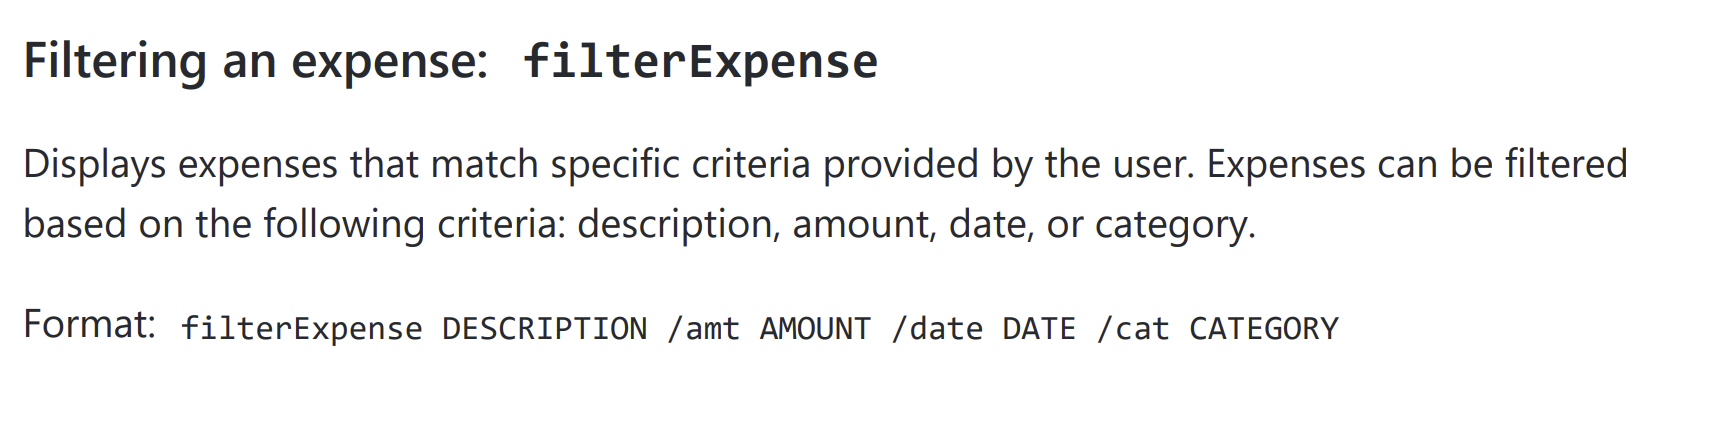 Filtering an expense: filterExpense
Displays expenses that match specific criteria provided by the user. Expenses can be filtered
based on the following criteria: description, amount, date, or category.
Format: filterExpense DESCRIPTION /amt AMOUNT /date DATE /cat CATEGORY